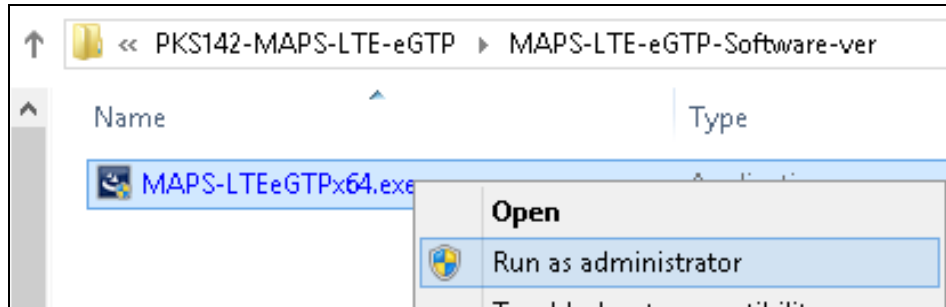 « PKS142-MAPS-LTE-eGTP ▸ MAPS-LTE-eGTP-Software-ver
Name Type
MAPS-LTEeGTPx64.exe
Open
Run as administrator